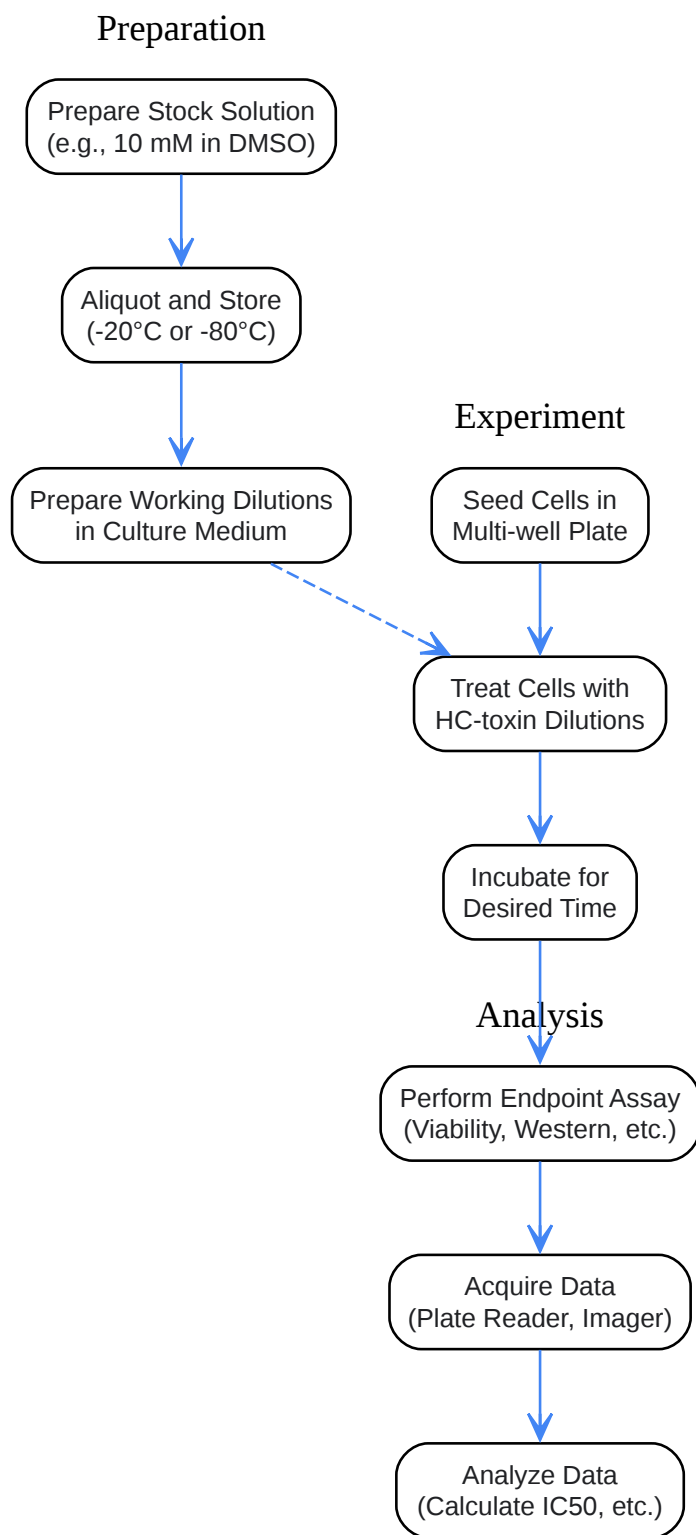 Preparation
Prepare Stock Solution
(e.g., 10 mM in DMSO)
Aliquot and Store
(-20°C or -80°C)
Prepare Working Dilutions
in Culture Medium
Experiment
Seed Cells in
Multi-well Plate
Treat Cells with
HC-toxin Dilutions
Incubate for
Desired Time
Analysis
Perform Endpoint Assay
(Viability, Western, etc.)
Acquire Data
(Plate Reader, Imager)
Analyze Data
(Calculate IC50, etc.)